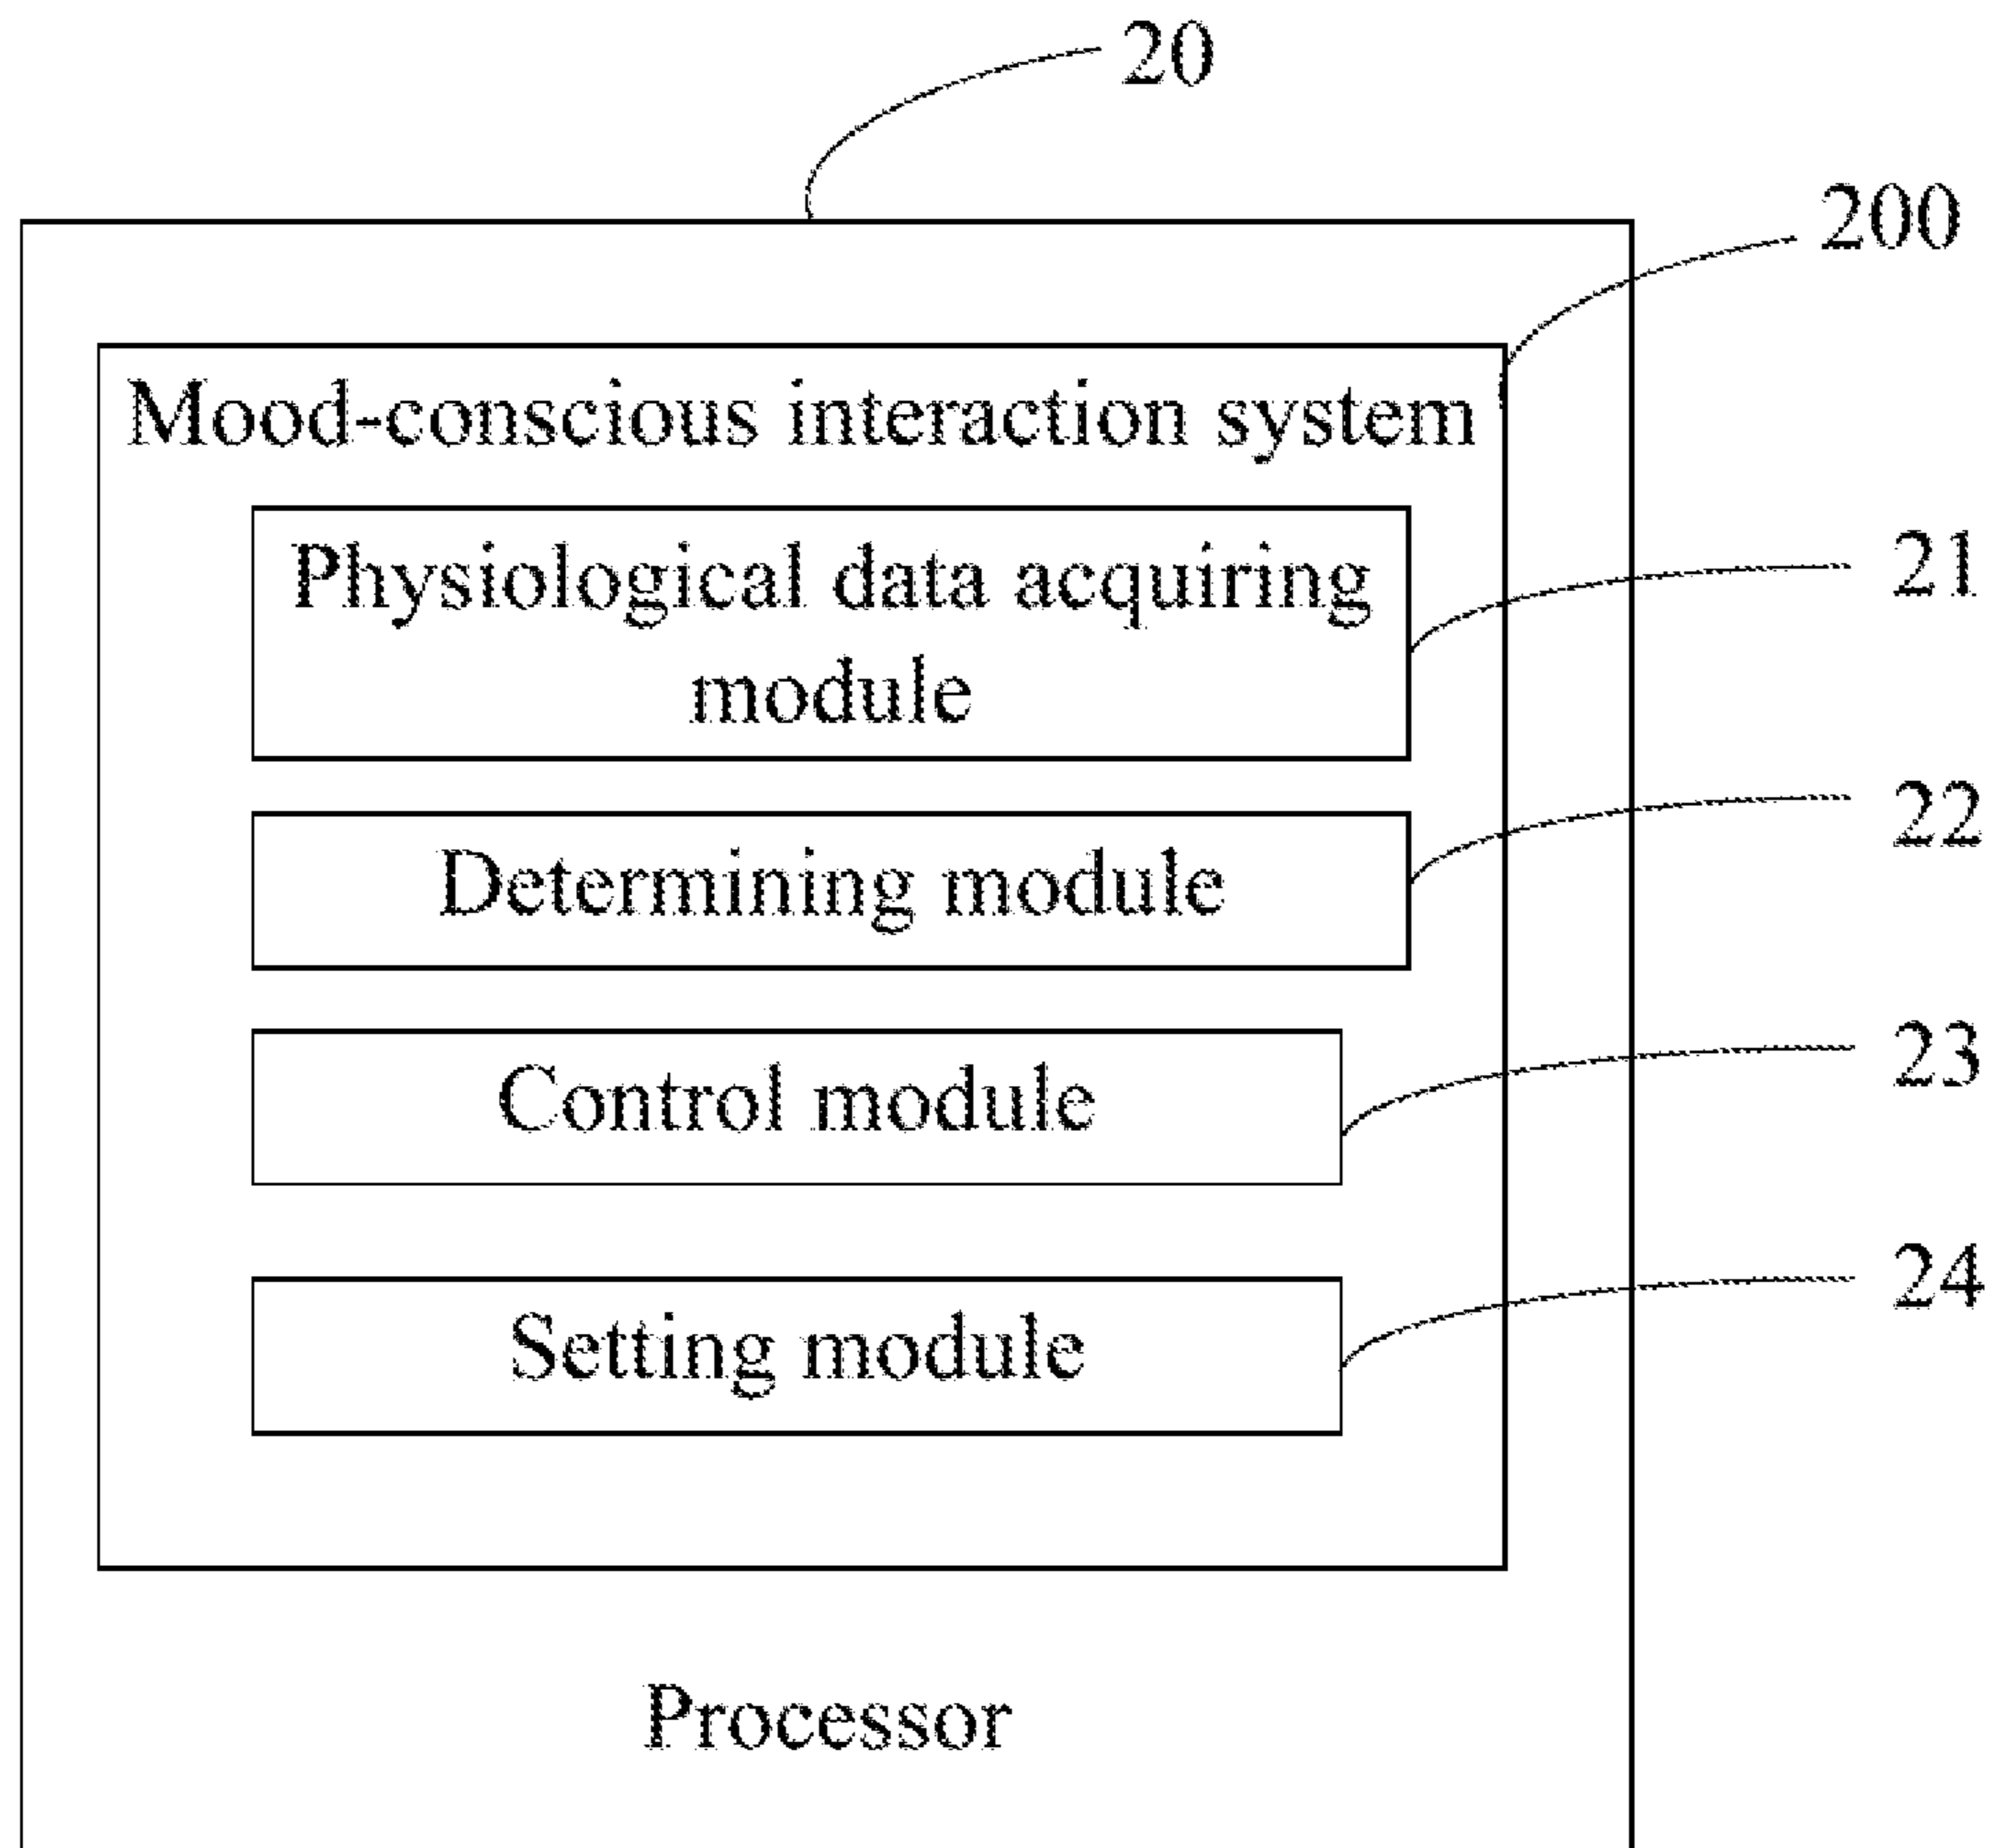 20
200
Mood-conscious interaction system
Physiological data acquiring
module
21
Determining module
22
Control module
23
Setting module
24
Processor